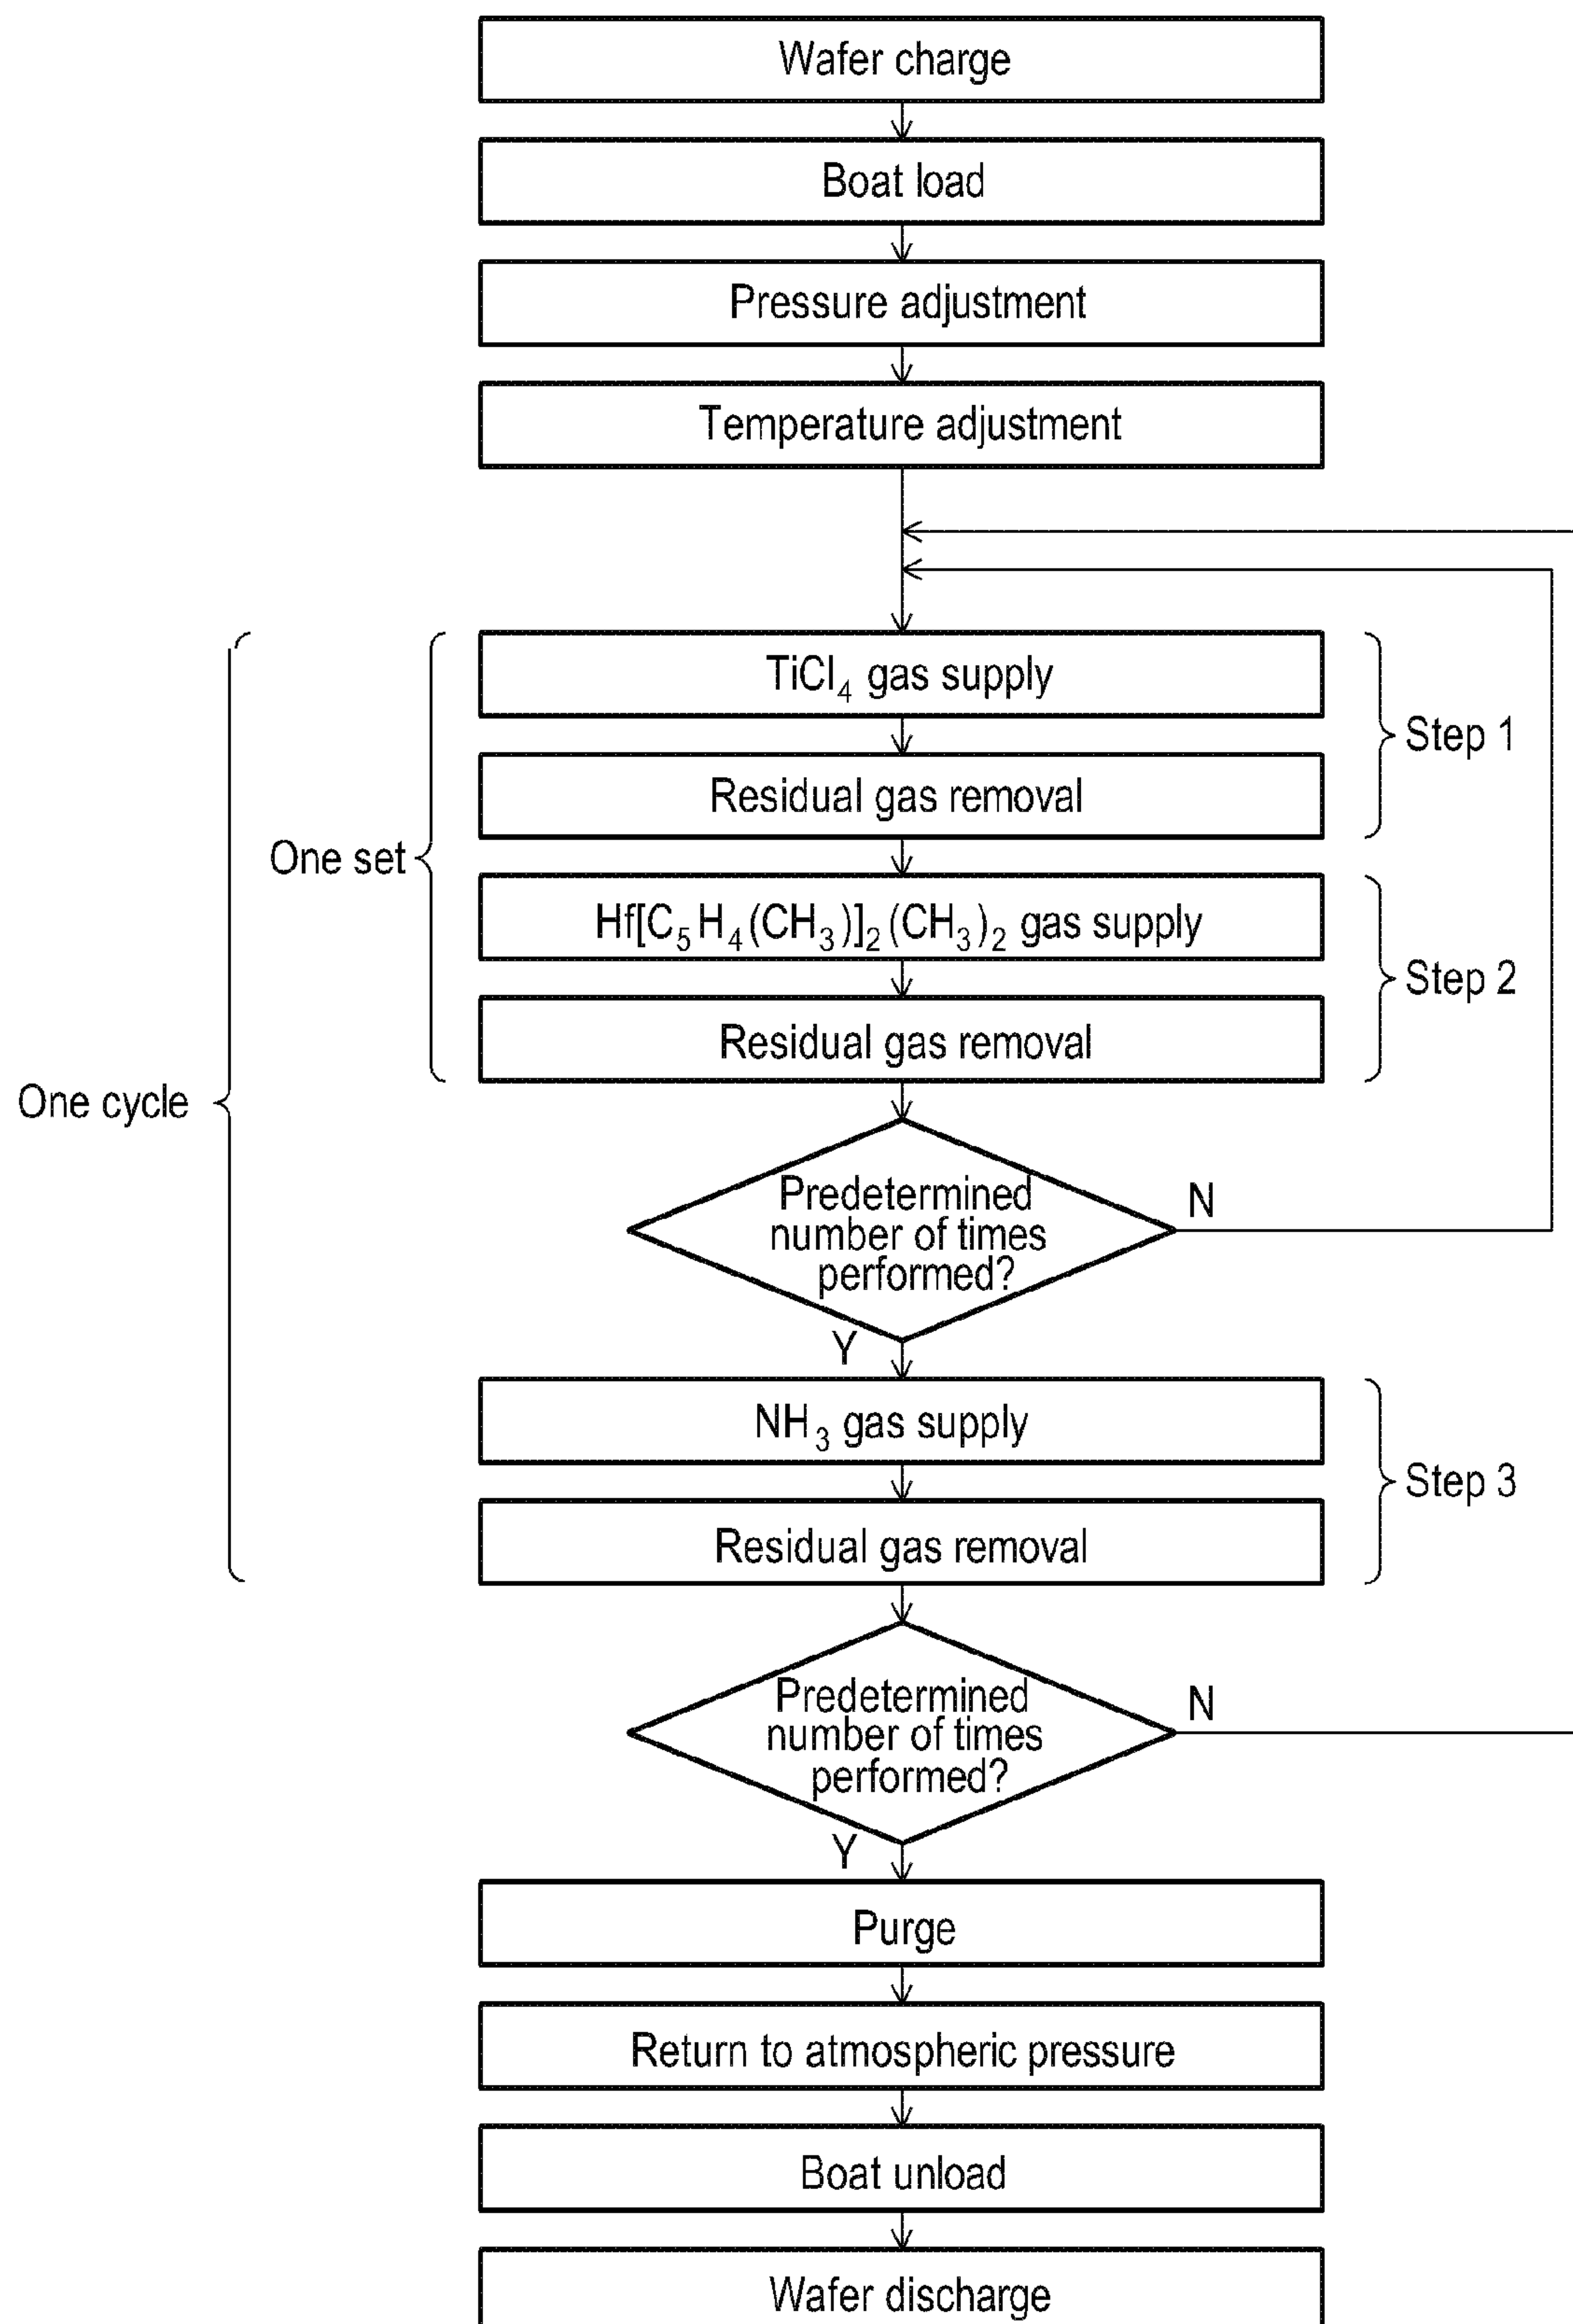 Wafer charge
Boat load
Pressure adjustment
Temperature adjustment
TiCl₄ gas supply
Step 1
Residual gas removal
One set
Hf[C₅H₄(CH₃)]₂(CH₃)₂ gas supply
Step 2
Residual gas removal
One cycle
Predetermined
number of times
performed?
N
Y
NH₃ gas supply
Step 3
Residual gas removal
Predetermined
number of times
performed?
N
Y
Purge
Return to atmospheric pressure
Boat unload
Wafer discharge